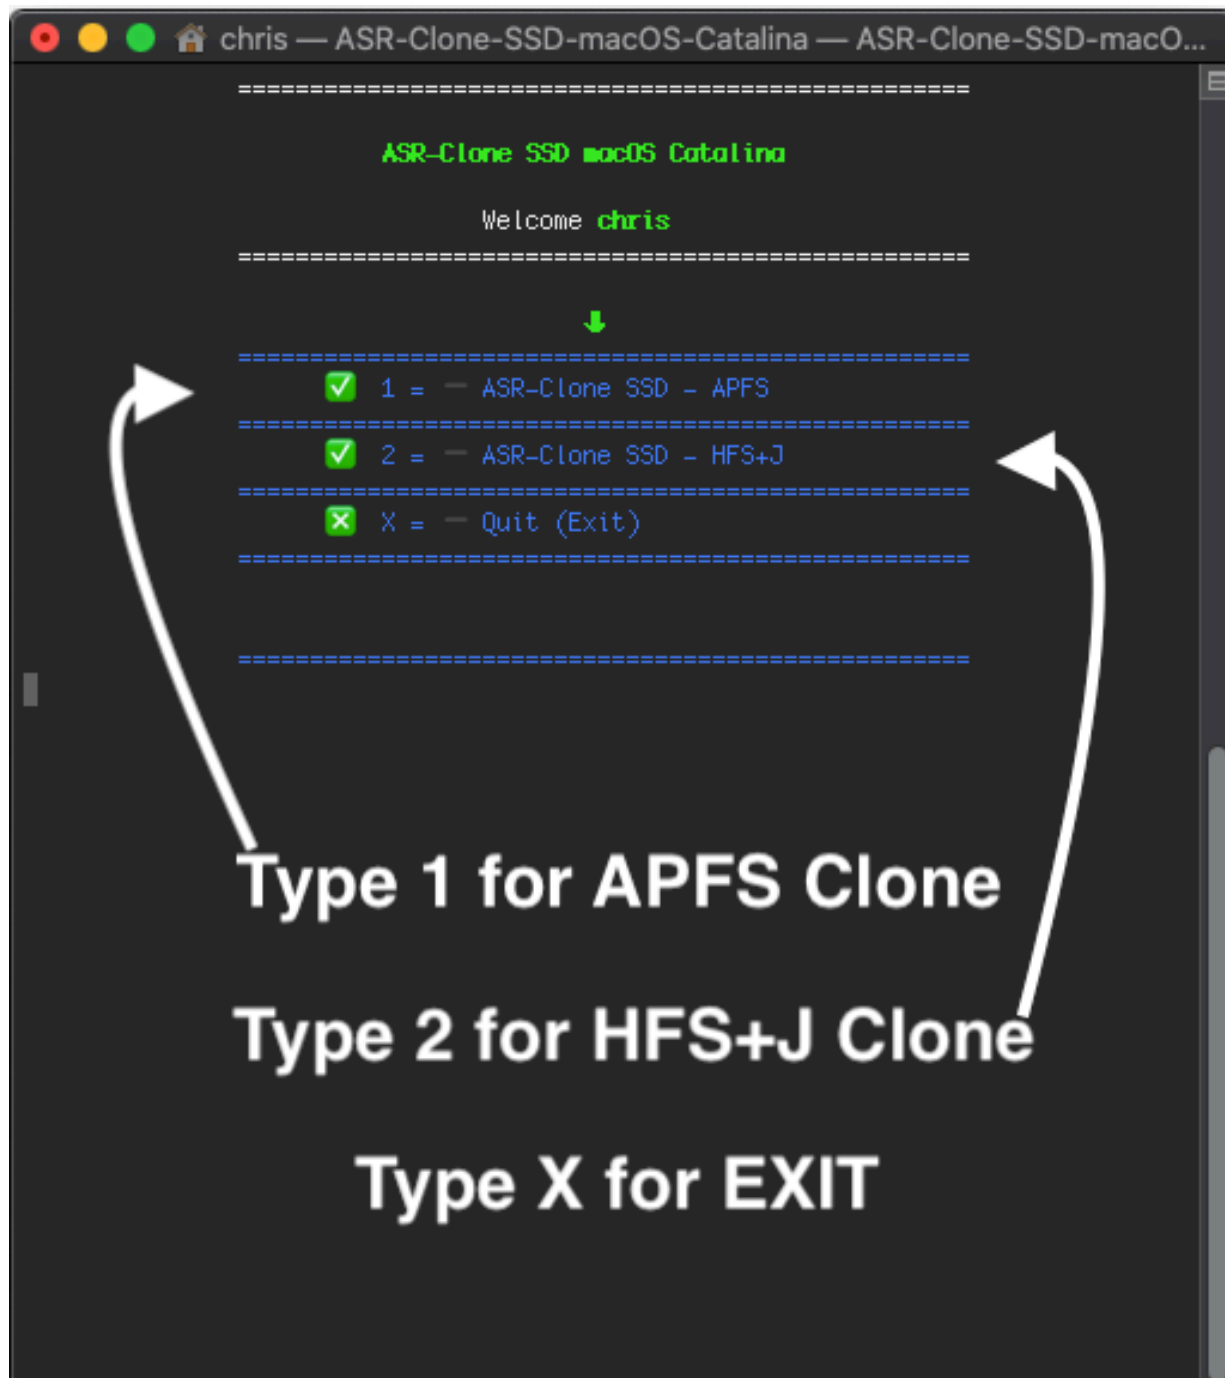 chris — ASR-Clone-SSD-macOS-Catalina — ASR-Clone-SSD-macO...
===================================================
ASR-Clone SSD macOS Catalina
Welcome chris
===================================================
===================================================
1 = — ASR-Clone SSD - APFS
===================================================
2 = — ASR-Clone SSD - HFS+J
===================================================
X = — Quit (Exit)
===================================================
===================================================
Type 1 for APFS Clone
Type 2 for HFS+J Clone
Type X for EXIT